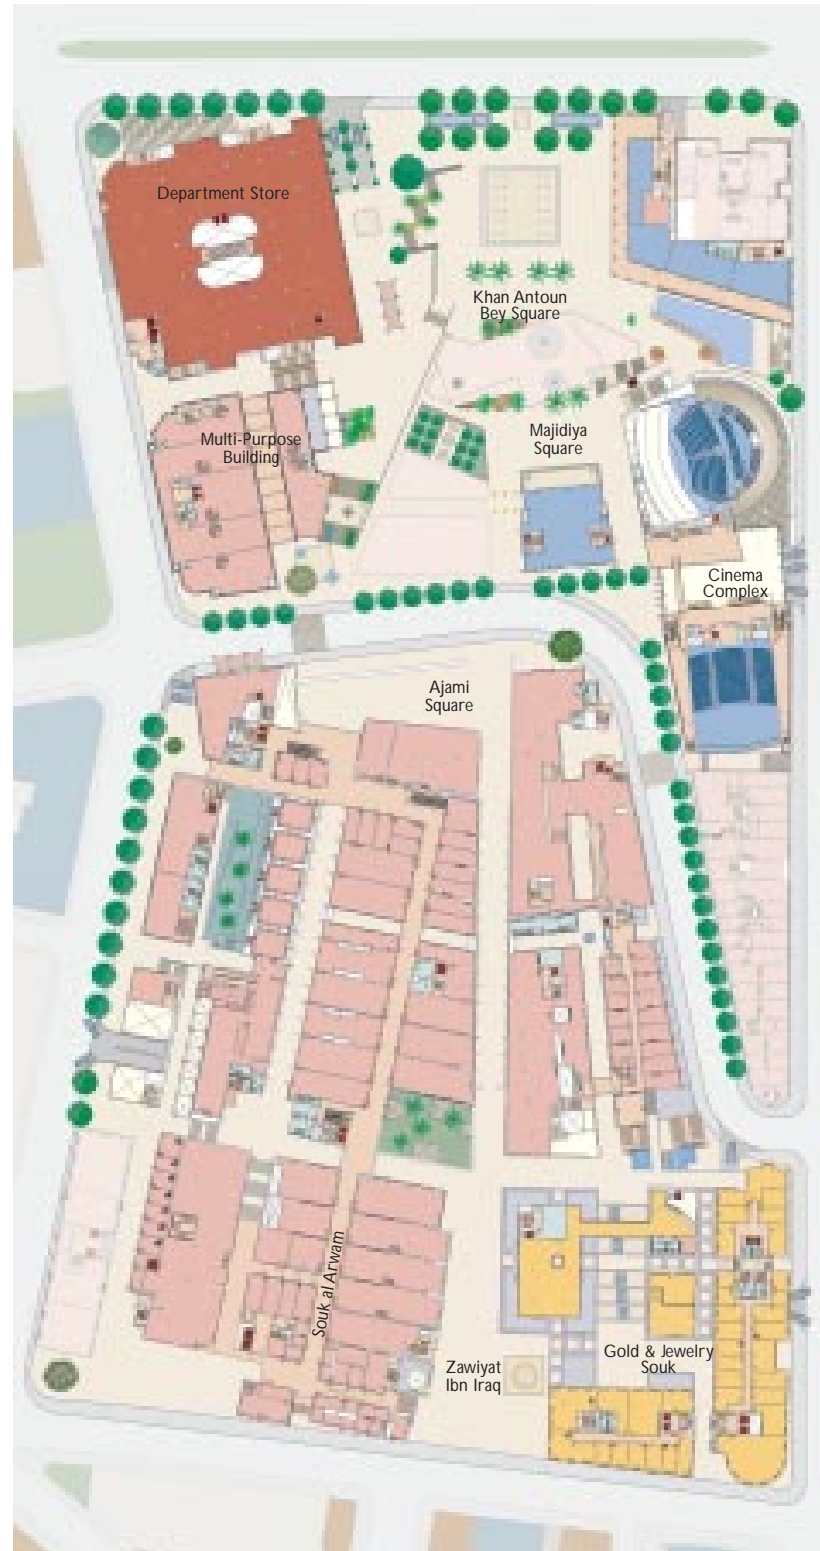 Department Store
Khan Antoun
Bey Square
Multi-Purpose
Building
Majidiya
Square
Cinema
Complex
Ajami
Square
Souk al Arwam
Gold & Jewelry
Souk
Zawiyat
Ibn Iraq